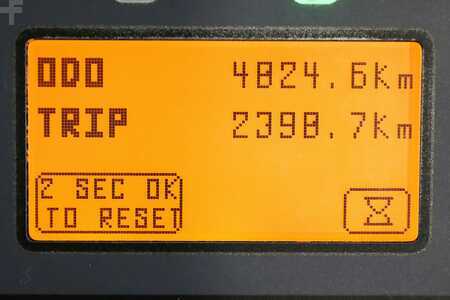 ODO 4824.6Km
TRIP 2398.7Km
2 SEC OK
TO RESET